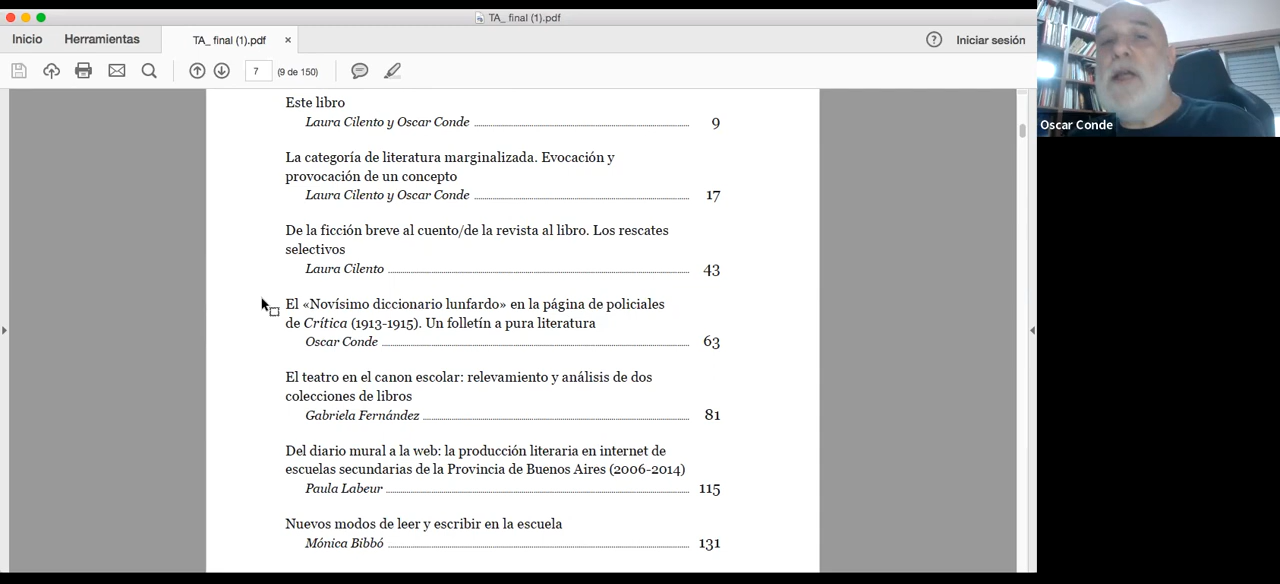 TA_ final (1).pdf
Inicio Herramientas TA_ final (1).pdf × ? Iniciar sesión
7 (9 de 150)
Este libro
Laura Cilento y Oscar Conde 9
La categoría de literatura marginalizada. Evocación y
provocación de un concepto
Laura Cilento y Oscar Conde 17
De la ficción breve al cuento/de la revista al libro. Los rescates
selectivos
Laura Cilento 43
El «Novísimo diccionario lunfardo» en la página de policiales
de Crítica (1913-1915). Un folletín a pura literatura
Oscar Conde 63
El teatro en el canon escolar: relevamiento y análisis de dos
colecciones de libros
Gabriela Fernández 81
Del diario mural a la web: la producción literaria en internet de
escuelas secundarias de la Provincia de Buenos Aires (2006-2014)
Paula Labeur 115
Nuevos modos de leer y escribir en la escuela
Mónica Bibbó 131
Oscar Conde